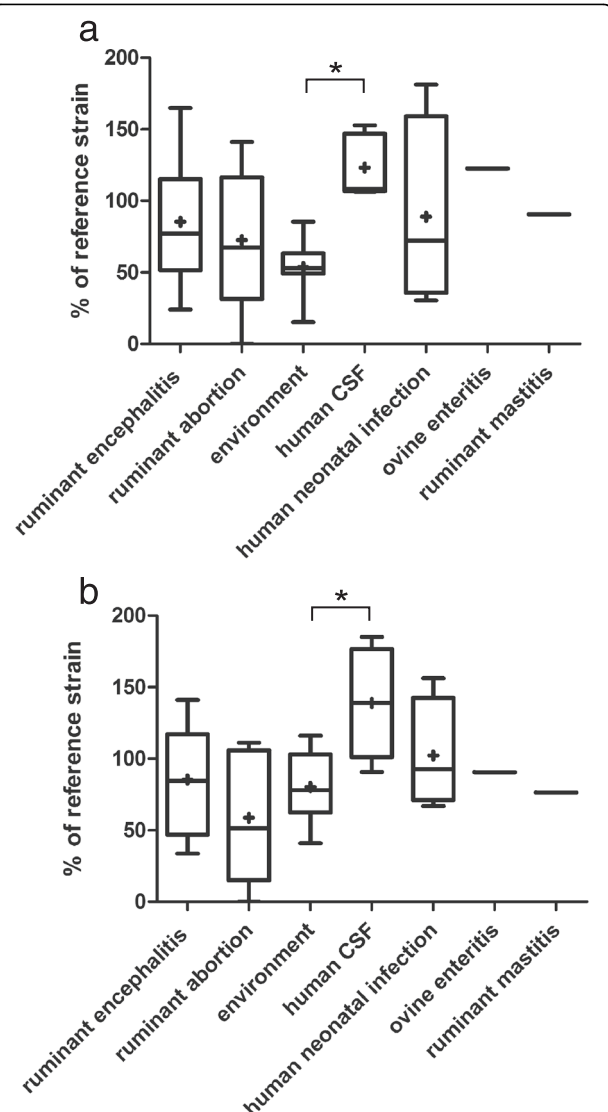 a
% of reference strain
200
150
100
50
0
*
ruminant encephalitis
ruminant abortion
environment
human CSF
human neonatal infection
ovine enteritis
ruminant mastitis
b
% of reference strain
200
150
100
50
0
*
ruminant encephalitis
ruminant abortion
environment
human CSF
human neonatal infection
ovine enteritis
ruminant mastitis